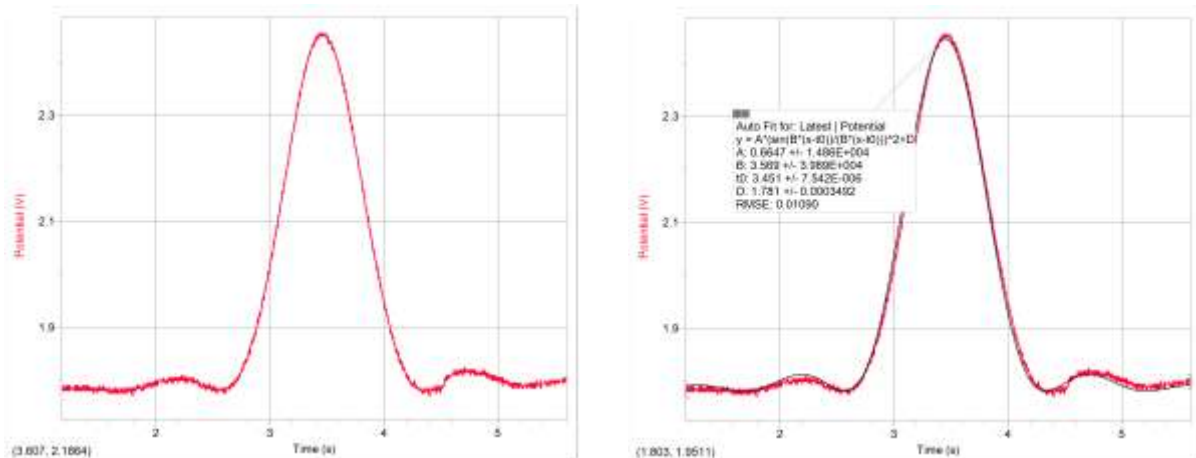 Potential (V)
2.3
2.1
1.9
2
3
4
5
Time (s)
(3.607, 2.1864)
Potential (V)
2.3
2.1
1.9
Auto Fit for: Latest | Potential
y = A*(sin(B*(x-t0))/(B*(x-t0)))^2+D
A: 0.6647 +/- 1.486E+004
B: 3.569 +/- 3.989E+004
t0: 3.451 +/- 7.542E-006
D: 1.781 +/- 0.0003492
RMSE: 0.01090
2
3
4
5
Time (s)
(1.803, 1.9511)